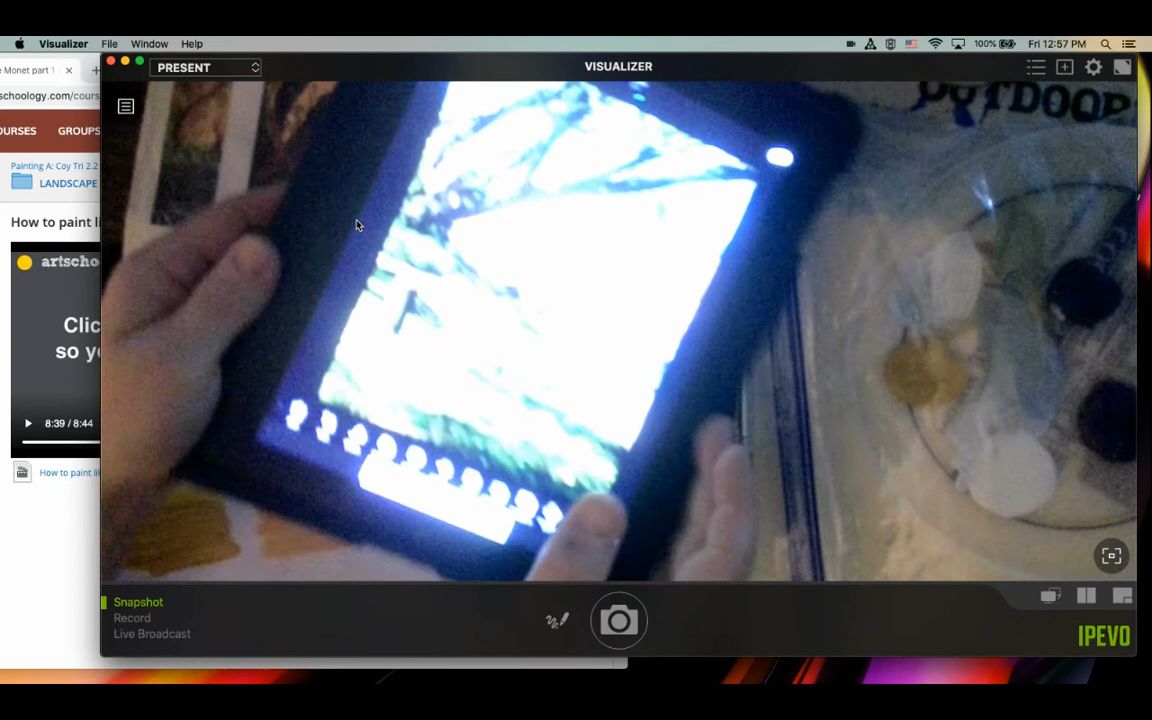 Visualizer File Window Help 100% Fri 12:57 PM
e Monet part 1
PRESENT
VISUALIZER
schoology.com/cours
OURSES GROUPS
Painting A: Coy Tri 2.2
LANDSCAPE
How to paint li
artscho
Clic
so yo
8:39 / 8:44
How to paint li
OUTDOOR
Snapshot
Record
Live Broadcast
IPEVO